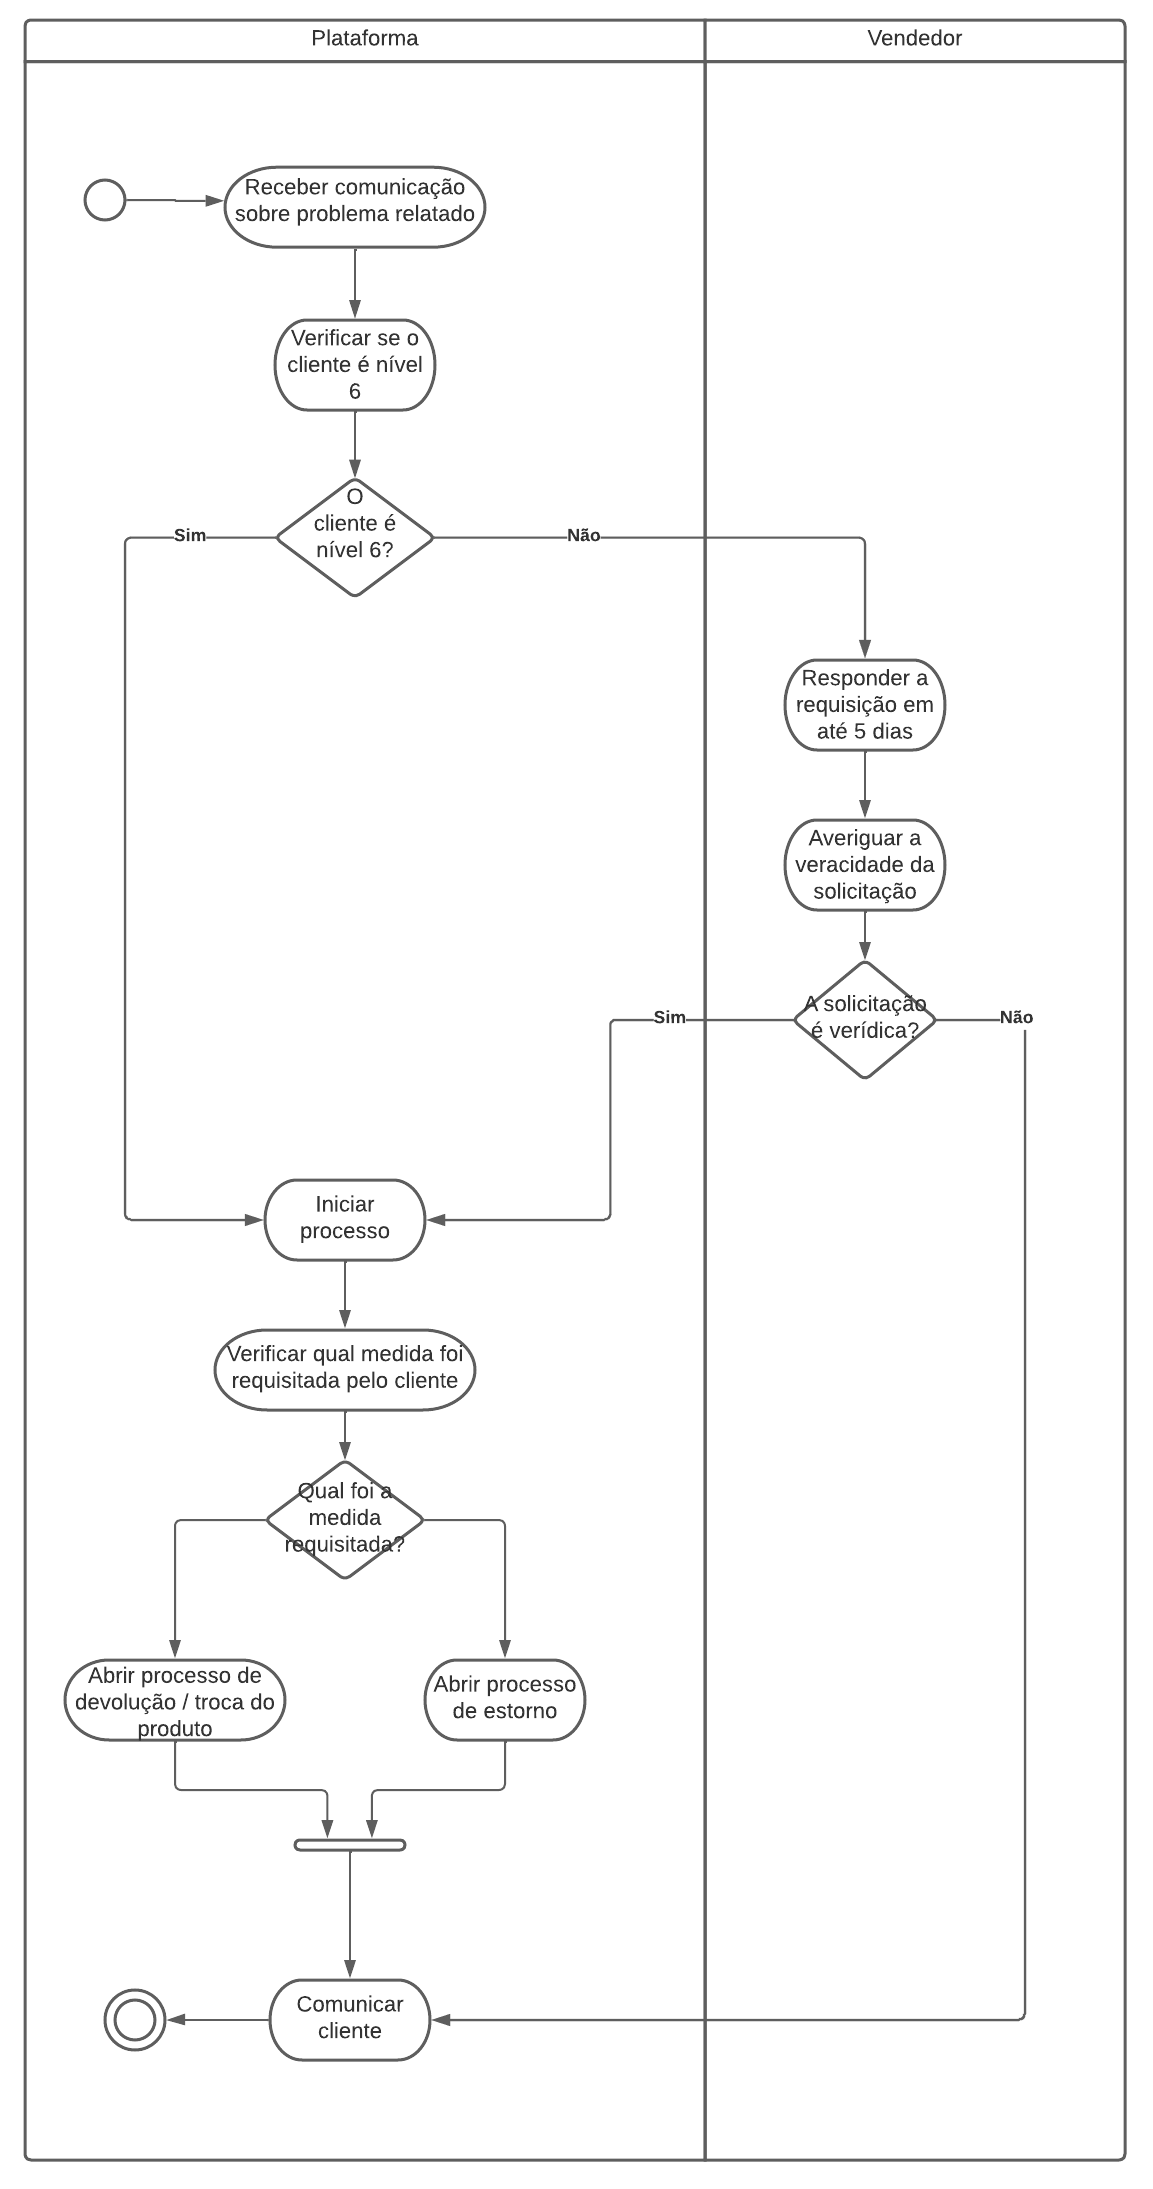 Plataforma
Vendedor
Receber comunicação
sobre problema relatado
Verificar se o
cliente é nível
6
O
cliente é
nível 6?
Sim
Não
Responder a
requisição em
até 5 dias
Averiguar a
veracidade da
solicitação
A solicitação
é verídica?
Sim
Não
Iniciar
processo
Verificar qual medida foi
requisitada pelo cliente
Qual foi a
medida
requisitada?
Abrir processo de
devolução / troca do
produto
Abrir processo
de estorno
Comunicar
cliente